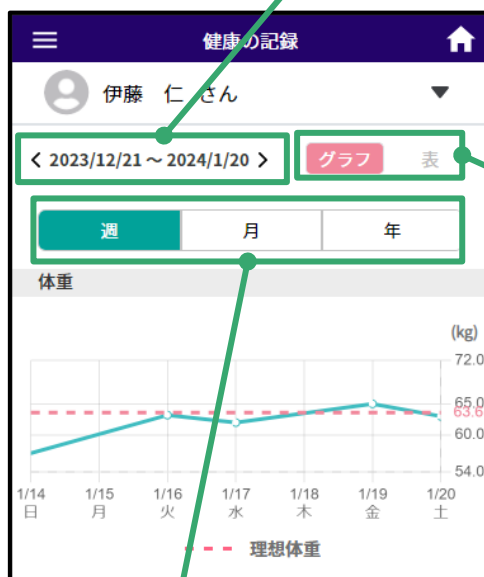 健康の記録
伊藤 仁 さん
2023/12/21 ～ 2024/1/20
グラフ 表
週 月 年
体重
(kg)
72.0
65.0
63.6
60.0
54.0
1/14 1/15 1/16 1/17 1/18 1/19 1/20
日 月 火 水 木 金 土
理想体重